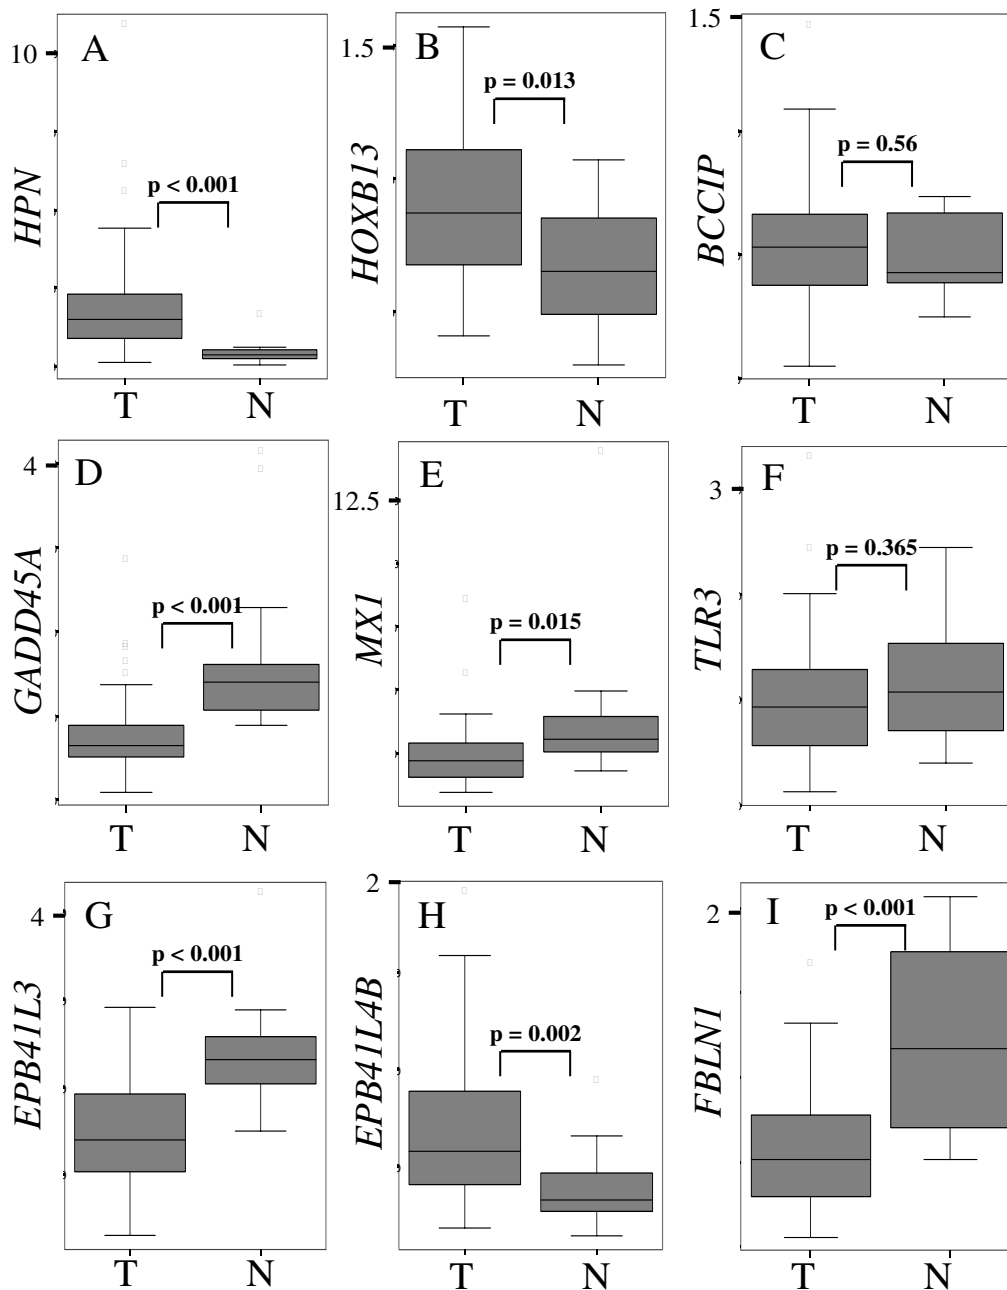 A
10
HPN
p < 0.001
T N
B
1.5
HOXB13
p = 0.013
T N
C
1.5
BCCIP
p = 0.56
T N
D
4
GADD45A
p < 0.001
T N
E
12.5
MX1
p = 0.015
T N
F
3
TLR3
p = 0.365
T N
G
4
EPB41L3
p < 0.001
T N
H
2
EPB41L4B
p = 0.002
T N
I
2
FBLN1
p < 0.001
T N